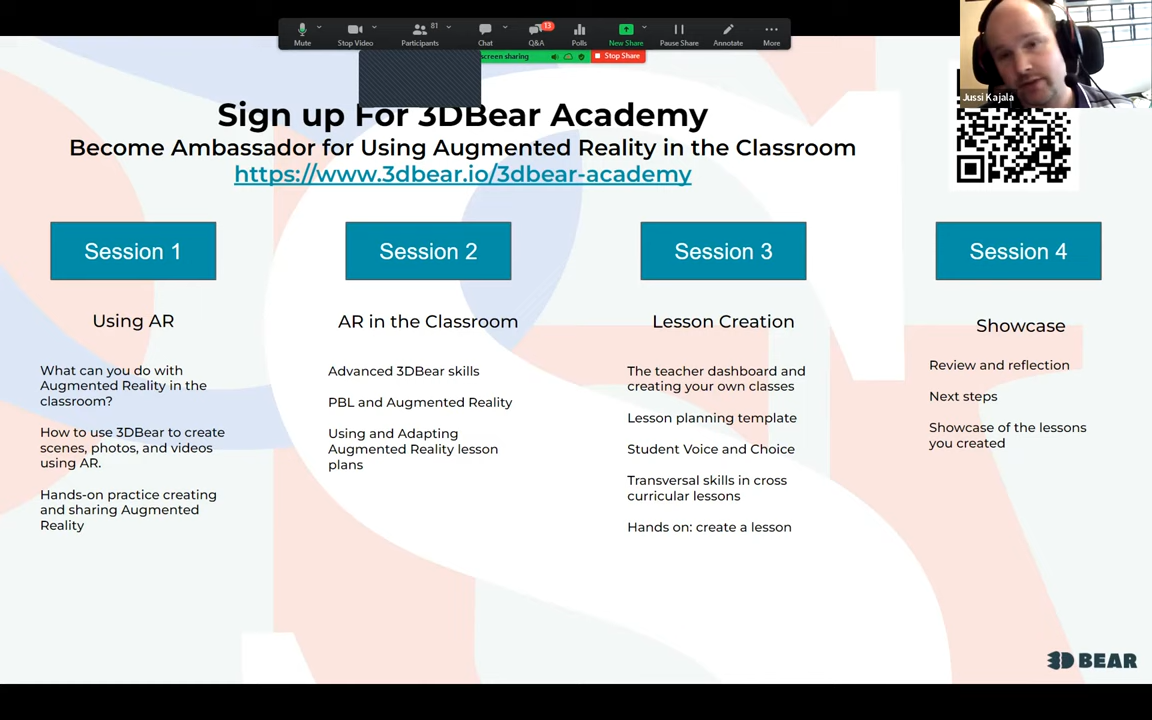 Mute
Stop Video
81
Participants
Chat
13
Q&A
Polls
New Share
Pause Share
Annotate
More
screen sharing
Stop Share
Jussi Kajala
Sign up For 3DBear Academy
Become Ambassador for Using Augmented Reality in the Classroom
https://www.3dbear.io/3dbear-academy
Session 1
Using AR
What can you do with
Augmented Reality in the
classroom?
How to use 3DBear to create
scenes, photos, and videos
using AR.
Hands-on practice creating
and sharing Augmented
Reality
Session 2
AR in the Classroom
Advanced 3DBear skills
PBL and Augmented Reality
Using and Adapting
Augmented Reality lesson
plans
Session 3
Lesson Creation
The teacher dashboard and
creating your own classes
Lesson planning template
Student Voice and Choice
Transversal skills in cross
curricular lessons
Hands on: create a lesson
Session 4
Showcase
Review and reflection
Next steps
Showcase of the lessons
you created
3D BEAR